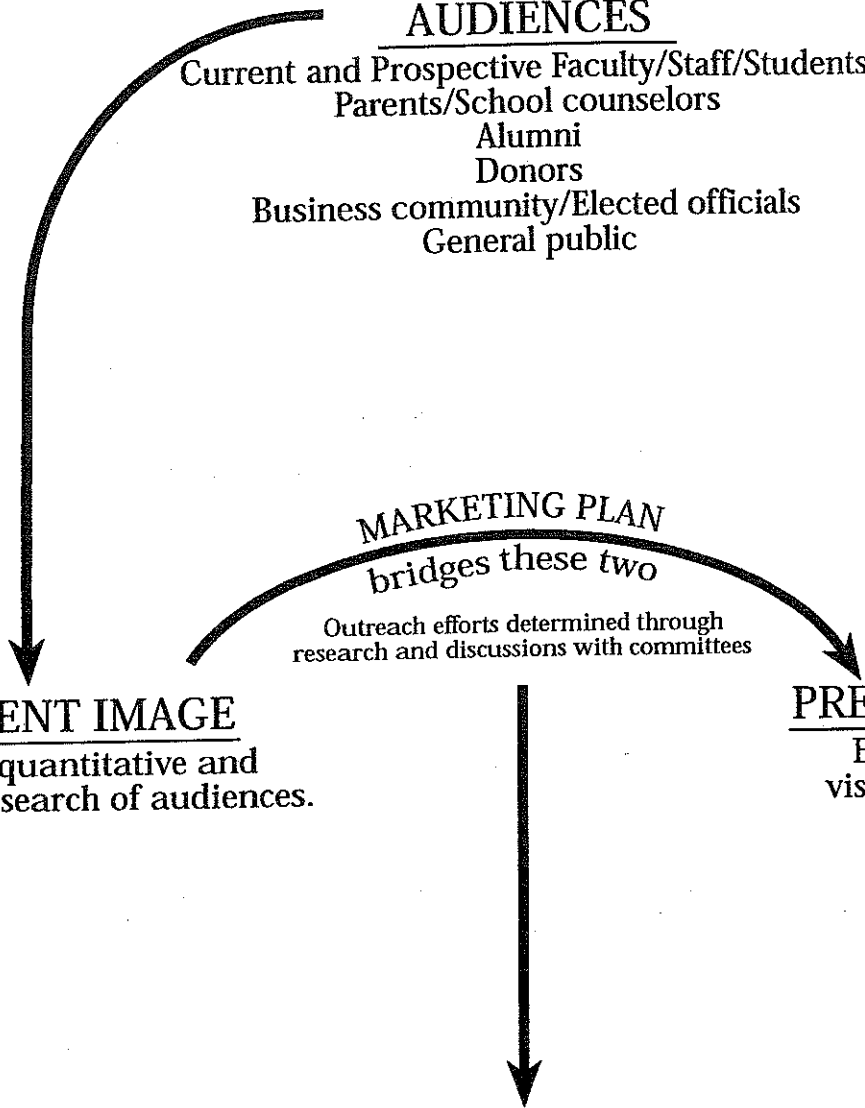 AUDIENCES
Current and Prospective Faculty/Staff/Students
Parents/School counselors
Alumni
Donors
Business community/Elected officials
General public
MARKETING PLAN
bridges these two
Outreach efforts determined through
research and discussions with committees
ENT IMAGE
quantitative and
search of audiences.
PRE
E
vis